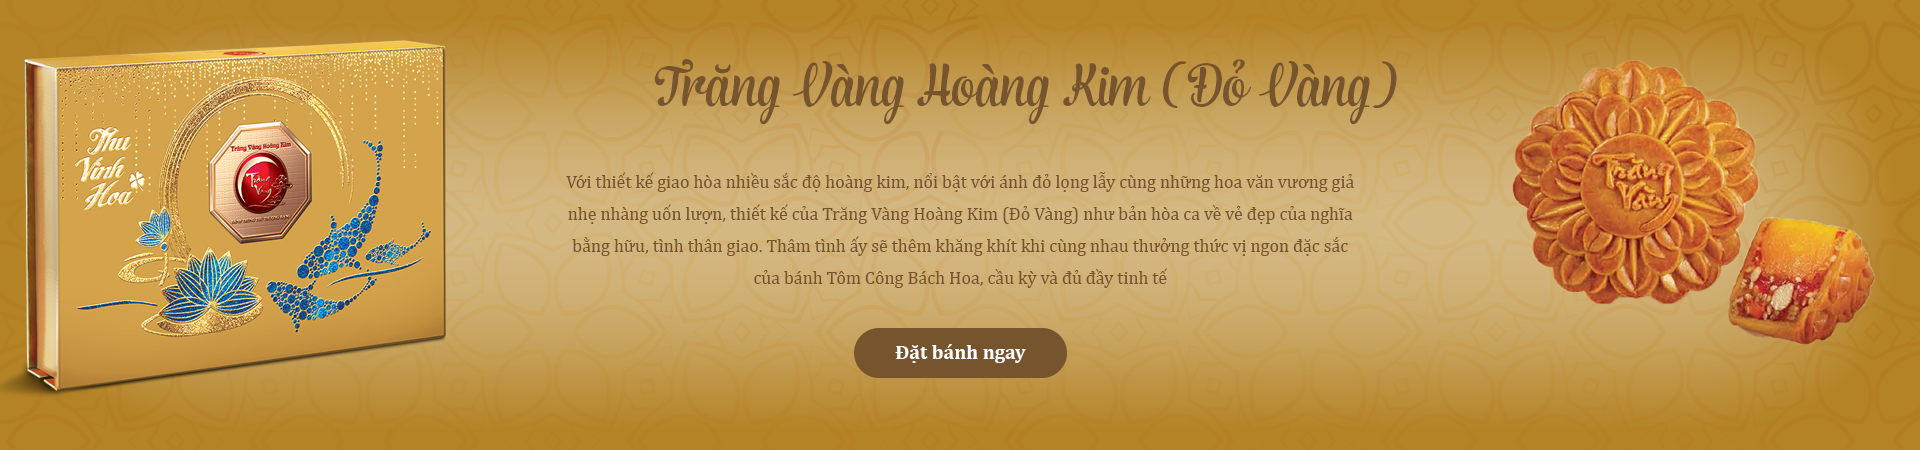 Thu
Vinh
Hoa
Trăng Vàng Hoàng Kim
Trăng
Vàng
Trăng Vàng Hoàng Kim (Đỏ Vàng)
Với thiết kế giao hòa nhiều sắc độ hoàng kim, nổi bật với ánh đỏ lọng lẫy cùng những hoa văn vương giả
nhẹ nhàng uốn lượn, thiết kế của Trăng Vàng Hoàng Kim (Đỏ Vàng) như bản hòa ca về vẻ đẹp của nghĩa
bằng hữu, tình thân giao. Thâm tình ấy sẽ thêm khăng khít khi cùng nhau thưởng thức vị ngon đặc sắc
của bánh Tôm Công Bách Hoa, cầu kỳ và đủ đầy tinh tế
Đặt bánh ngay
Trăng
Vàng